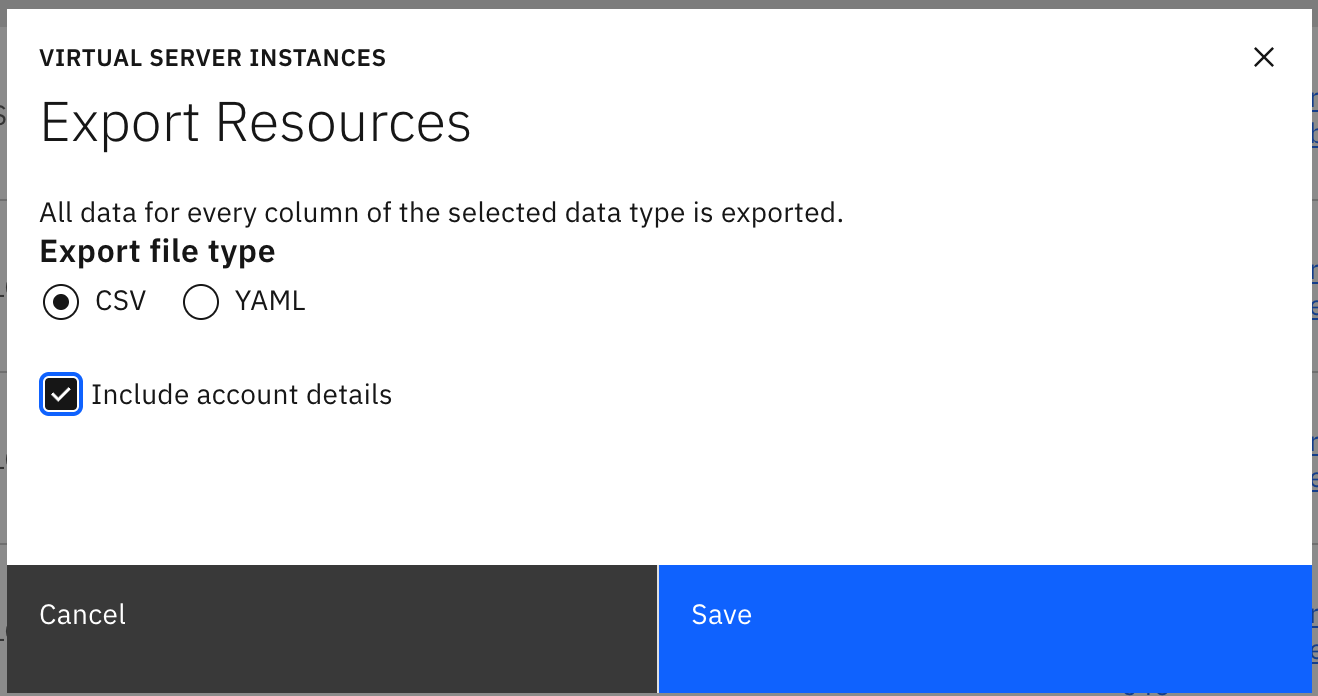 VIRTUAL SERVER INSTANCES
Export Resources
All data for every column of the selected data type is exported.
Export file type
CSV YAML
Include account details
Cancel Save